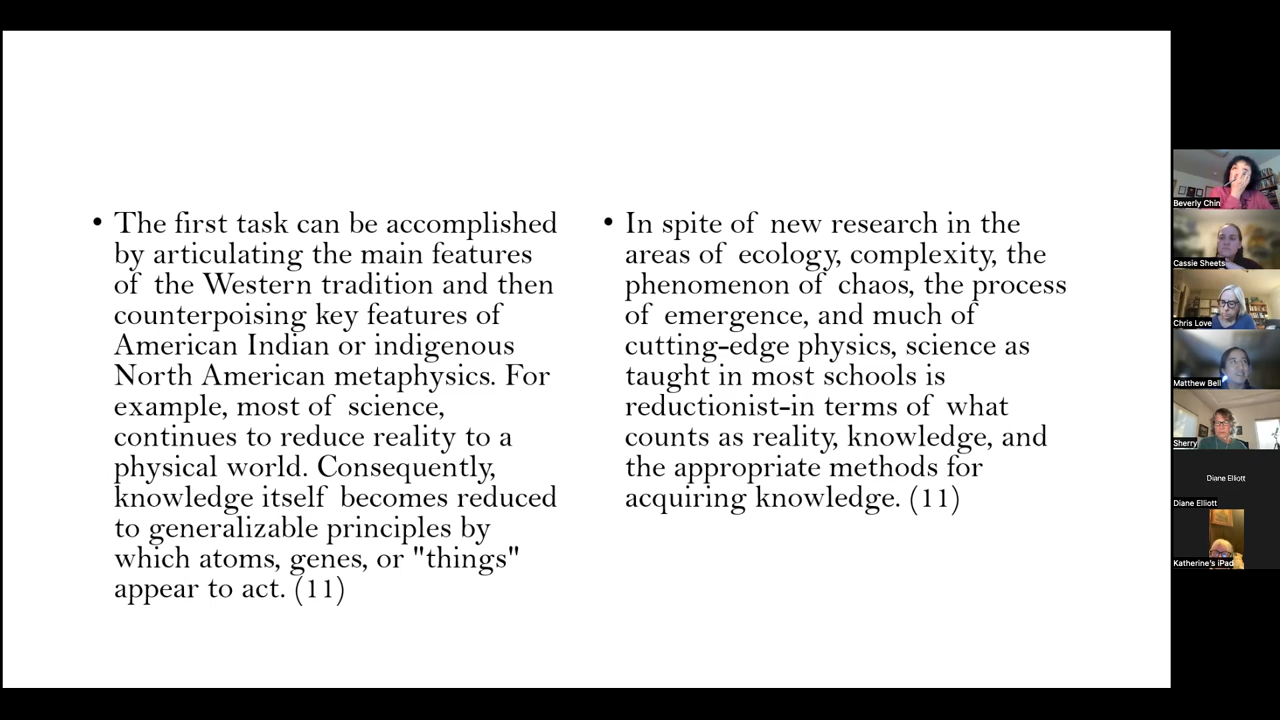 • The first task can be accomplished
by articulating the main features
of the Western tradition and then
counterpoising key features of
American Indian or indigenous
North American metaphysics. For
example, most of science,
continues to reduce reality to a
physical world. Consequently,
knowledge itself becomes reduced
to generalizable principles by
which atoms, genes, or "things"
appear to act. (11)
• In spite of new research in the
areas of ecology, complexity, the
phenomenon of chaos, the process
of emergence, and much of
cutting-edge physics, science as
taught in most schools is
reductionist-in terms of what
counts as reality, knowledge, and
the appropriate methods for
acquiring knowledge. (11)
Beverly Chin
Cassie Sheets
Chris Love
Matthew Bell
Sherry
Diane Elliott
Diane Elliott
Katherine's iPad